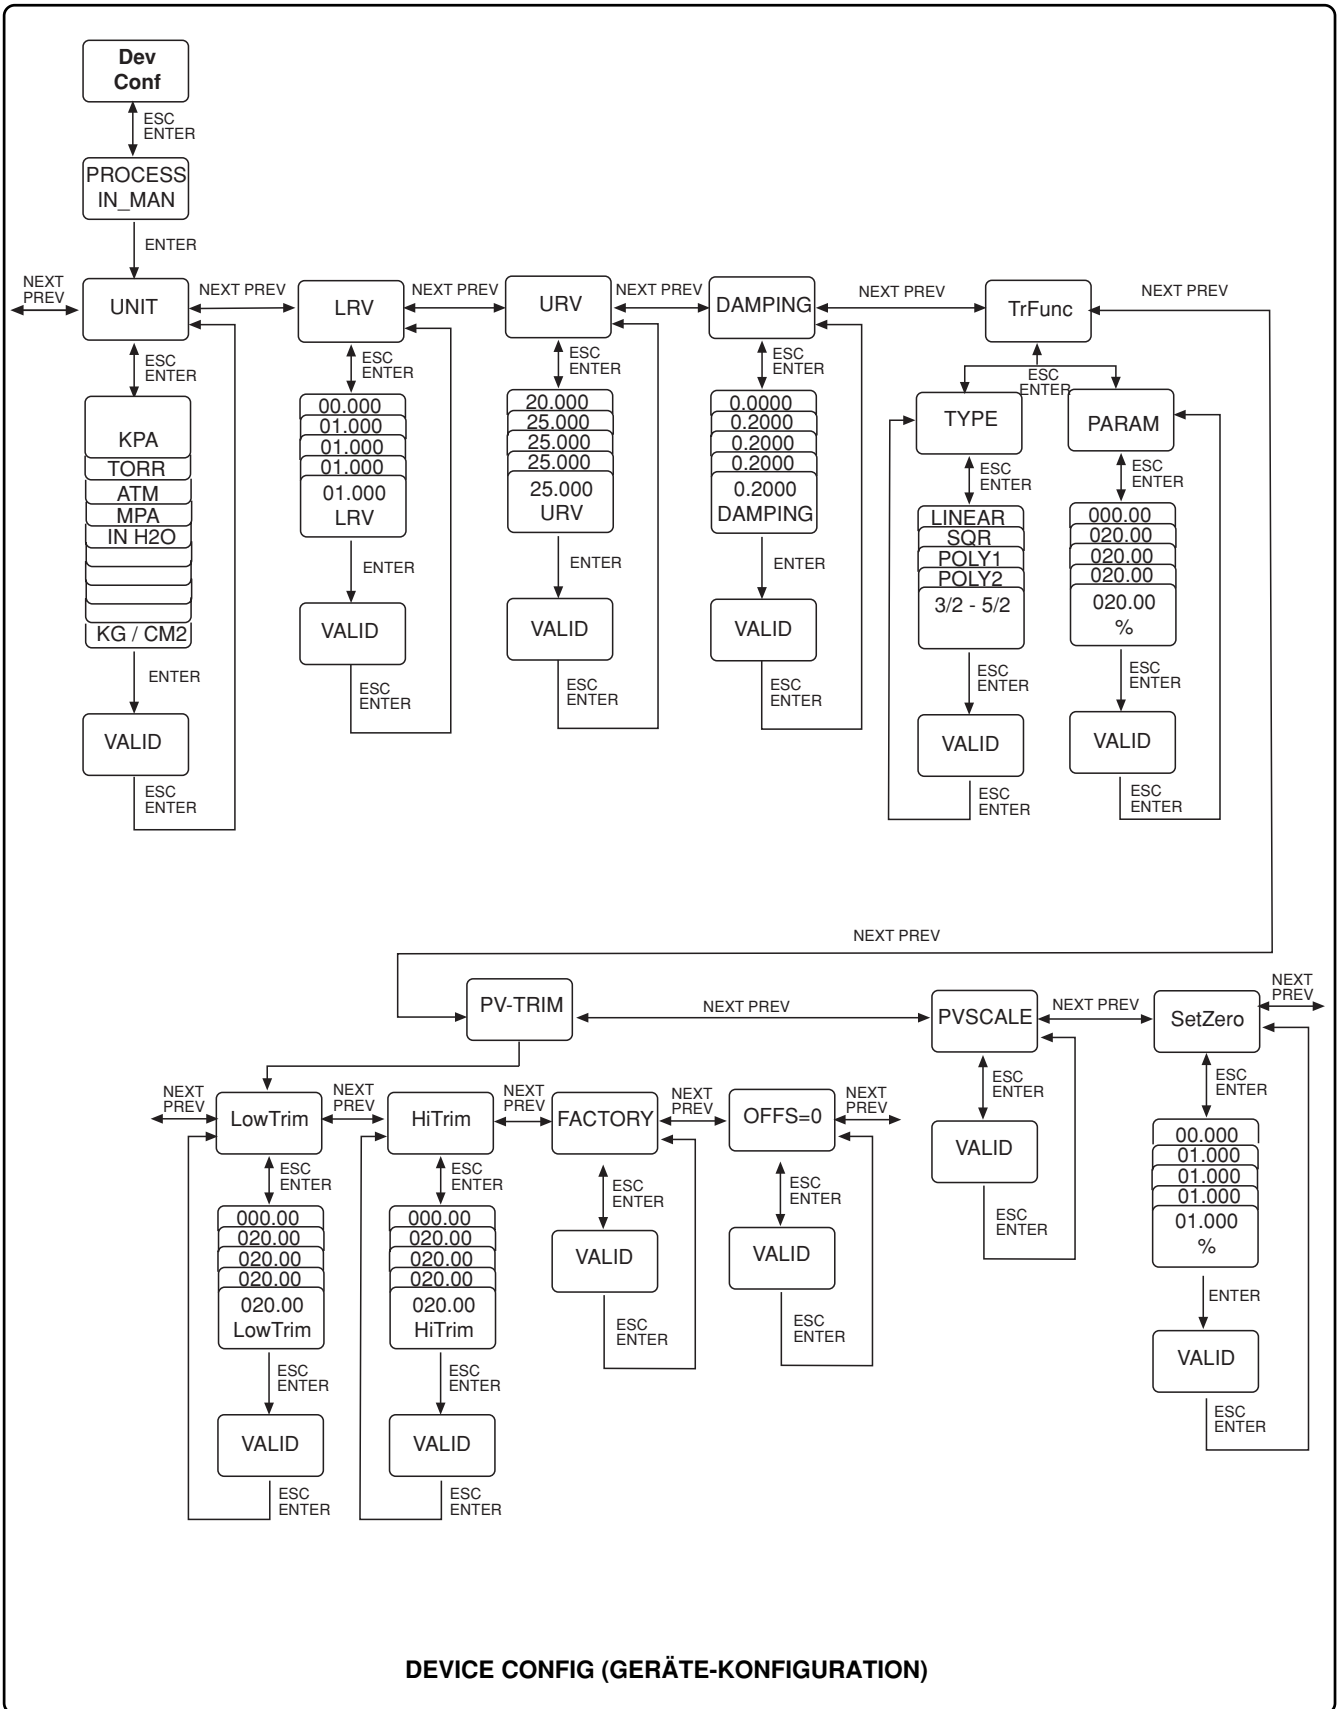 Dev
Conf
ESC
ENTER
PROCESS
IN_MAN
ENTER
NEXT
PREV
UNIT
NEXT PREV
LRV
NEXT PREV
URV
NEXT PREV
DAMPING
NEXT PREV
TrFunc
NEXT PREV
ESC
ENTER
KPA
TORR
ATM
MPA
IN H2O
KG / CM2
ENTER
VALID
ESC
ENTER
ESC
ENTER
00.000
01.000
01.000
01.000
01.000
LRV
ENTER
VALID
ESC
ENTER
ESC
ENTER
20.000
25.000
25.000
25.000
25.000
URV
ENTER
VALID
ESC
ENTER
ESC
ENTER
0.0000
0.2000
0.2000
0.2000
0.2000
DAMPING
ENTER
VALID
ESC
ENTER
ESC
ENTER
TYPE
ESC
ENTER
LINEAR
SQR
POLY1
POLY2
3/2 - 5/2
ESC
ENTER
VALID
ESC
ENTER
PARAM
ESC
ENTER
000.00
020.00
020.00
020.00
020.00
%
ESC
ENTER
VALID
ESC
ENTER
NEXT PREV
PV-TRIM
NEXT PREV
PVSCALE
NEXT PREV
SetZero
NEXT
PREV
NEXT
PREV
LowTrim
NEXT
PREV
HiTrim
NEXT
PREV
FACTORY
NEXT
PREV
OFFS=0
NEXT
PREV
ESC
ENTER
000.00
020.00
020.00
020.00
020.00
LowTrim
ESC
ENTER
VALID
ESC
ENTER
ESC
ENTER
000.00
020.00
020.00
020.00
020.00
HiTrim
ESC
ENTER
VALID
ESC
ENTER
ESC
ENTER
VALID
ESC
ENTER
ESC
ENTER
VALID
ESC
ENTER
ESC
ENTER
VALID
ESC
ENTER
ESC
ENTER
00.000
01.000
01.000
01.000
01.000
%
ENTER
VALID
ESC
ENTER
DEVICE CONFIG (GERÄTE-KONFIGURATION)